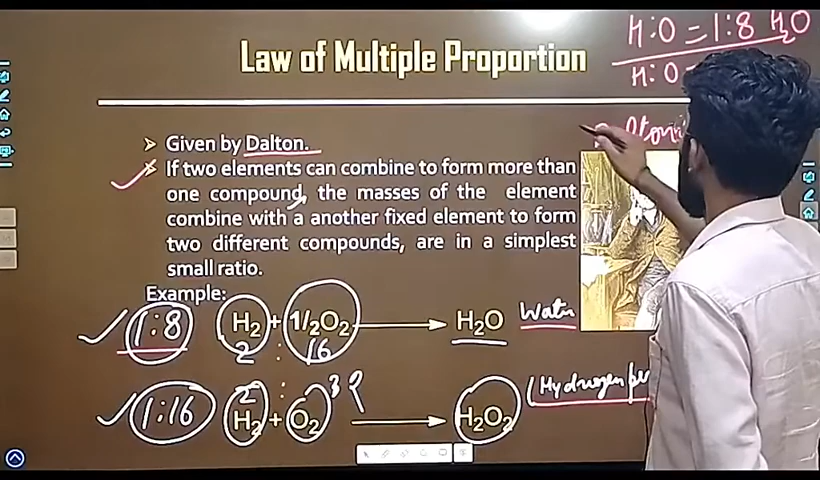 Law of Multiple Proportion
H:O = 1:8 H2O
H:O =
Given by Dalton.
If two elements can combine to form more than
one compound, the masses of the element
combine with a another fixed element to form
two different compounds, are in a simplest
small ratio.
Example:
1:8 H2 + 1/2O2 → H2O Water
2 : 16
2 : 32
1:16 H2 + O2 → H2O2 (Hydrogen